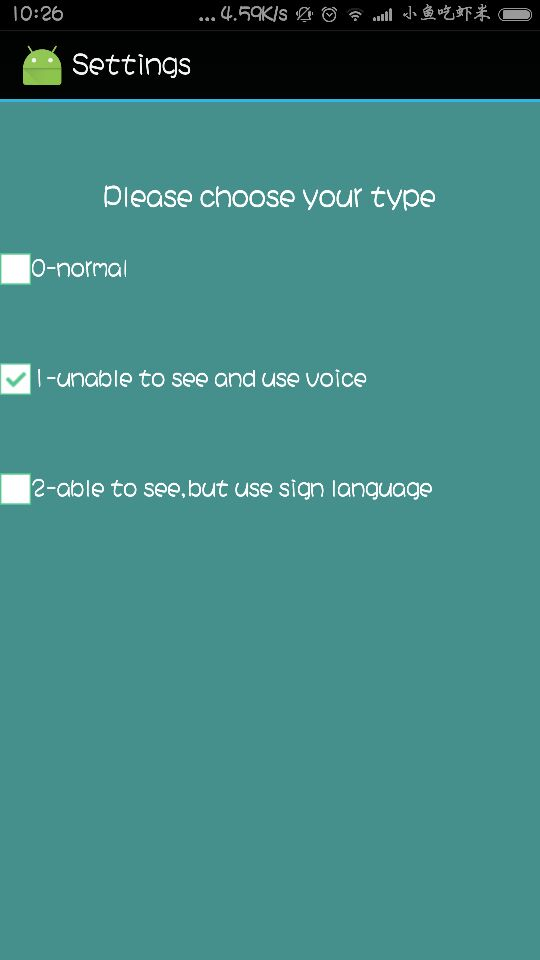 10:26 ... 4.59K/s 小鱼吃虾米
Settings
Please choose your type
0-normal
1-unable to see and use voice
2-able to see,but use sign language